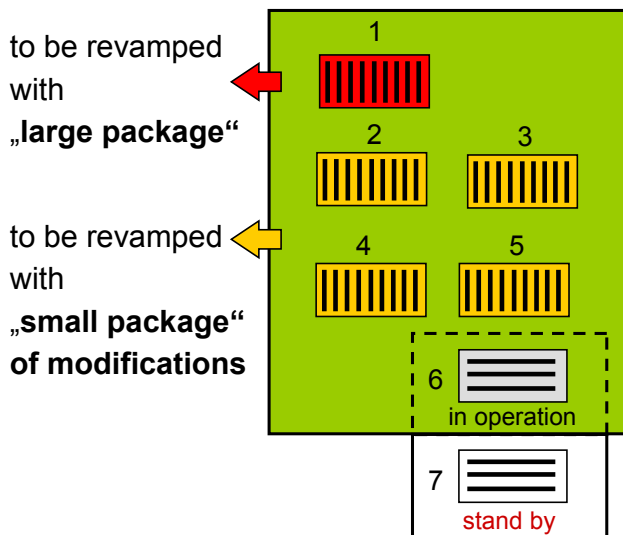 to be revamped
with
„large package“
to be revamped
with
„small package“
of modifications
1
2
3
4
5
6
in operation
7
stand by